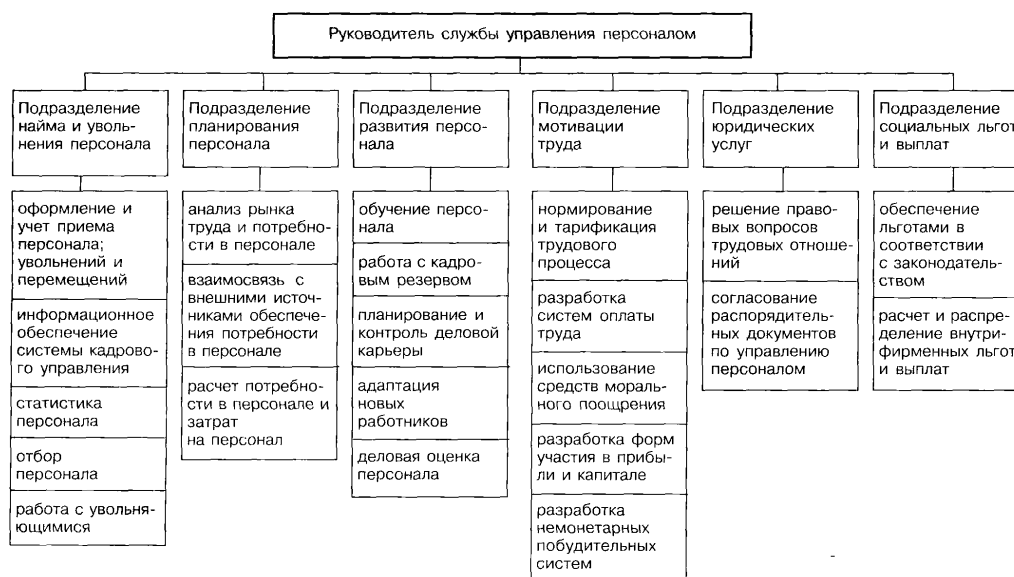 Руководитель службы управления персоналом
Подразделение
найма и уволь-
нения персонала
Подразделение
планирования
персонала
Подразделение
развития персо-
нала
Подразделение
мотивации
труда
Подразделение
юридических
услуг
Подразделение
социальных льгот
и выплат
оформление и
учет приема
персонала;
увольнений и
перемещений
информационное
обеспечение
системы кадрово-
го управления
статистика
персонала
отбор
персонала
работа с увольня-
ющимися
анализ рынка
труда и потребно-
сти в персонале
взаимосвязь с
внешними источ-
никами обеспече-
ния потребности
в персонале
расчет потребно-
сти в персонале и
затрат
на персонал
обучение персо-
нала
работа с кадро-
вым резервом
планирование и
контроль деловой
карьеры
адаптация
новых
работников
деловая оценка
персонала
нормирование
и тарификация
трудового
процесса
разработка
систем оплаты
труда
использование
средств мораль-
ного поощрения
разработка форм
участия в прибы-
ли и капитале
разработка
немонетарных
побудительных
систем
решение право-
вых вопросов
трудовых отноше-
ний
согласование
распорядитель-
ных документов
по управлению
персоналом
обеспечение
льготами в
соответствии
с законодатель-
ством
расчет и распре-
деление внутри-
фирменных льгот
и выплат